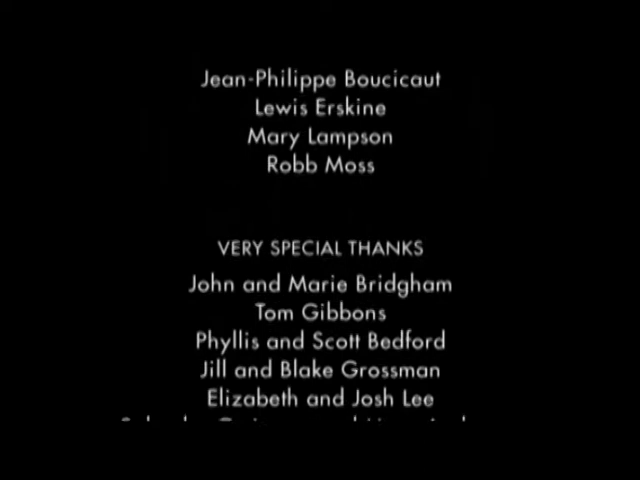 Jean-Philippe Boucicaut
Lewis Erskine
Mary Lampson
Robb Moss
VERY SPECIAL THANKS
John and Marie Bridgham
Tom Gibbons
Phyllis and Scott Bedford
Jill and Blake Grossman
Elizabeth and Josh Lee